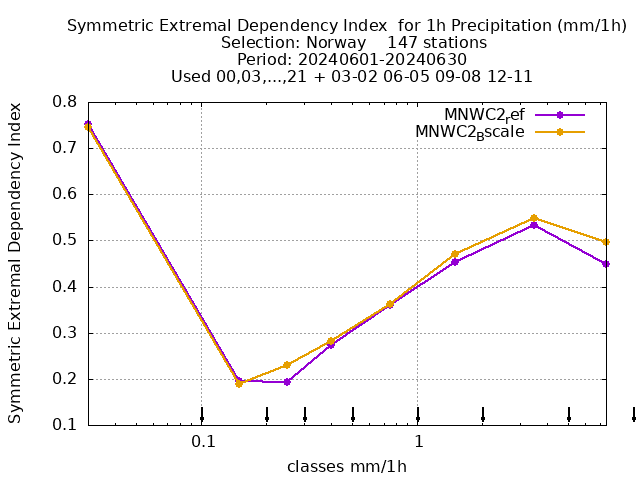 Symmetric Extremal Dependency Index  for 1h Precipitation (mm/1h)
Selection: Norway    147 stations
Period: 20240601-20240630
Used 00,03,...,21 + 03-02 06-05 09-08 12-11
MNWC2ref
MNWC2Bscale
Symmetric Extremal Dependency Index
0.8
0.7
0.6
0.5
0.4
0.3
0.2
0.1
0.1 1
classes mm/1h